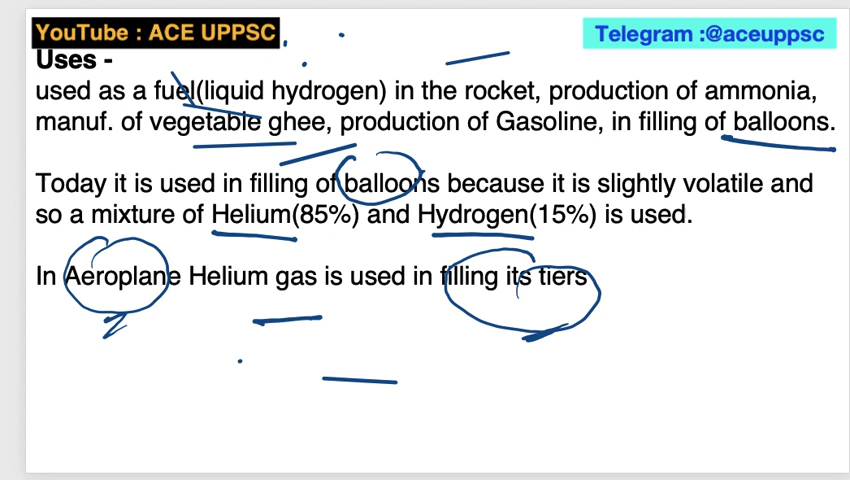 YouTube : ACE UPPSC
Telegram :@aceuppsc
Uses -
used as a fuel(liquid hydrogen) in the rocket, production of ammonia,
manuf. of vegetable ghee, production of Gasoline, in filling of balloons.
Today it is used in filling of balloons because it is slightly volatile and
so a mixture of Helium(85%) and Hydrogen(15%) is used.
In Aeroplane Helium gas is used in filling its tiers